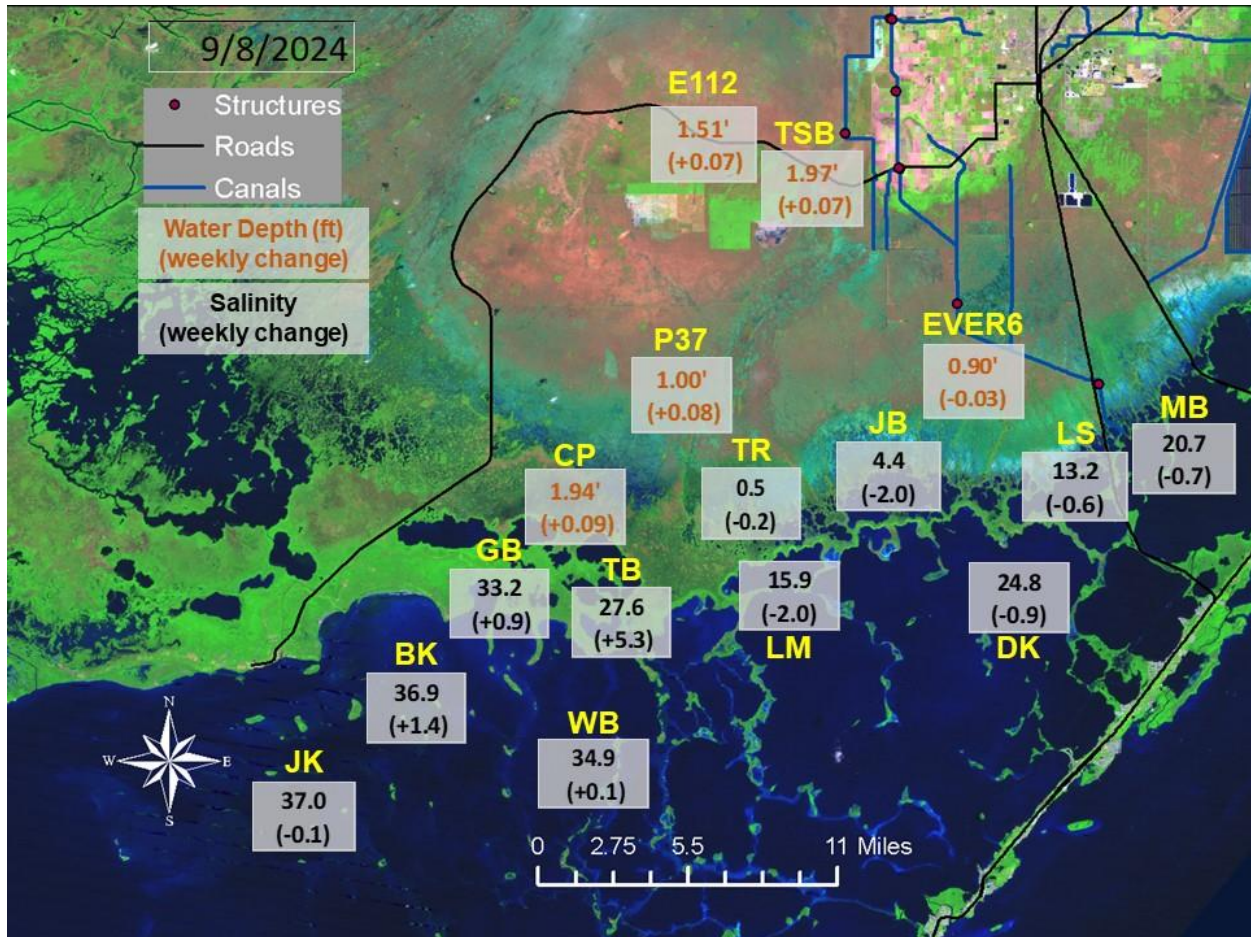 9/8/2024
Structures
Roads
Canals
Water Depth (ft)
(weekly change)
Salinity
(weekly change)
E112
1.51'
(+0.07)
TSB
1.97'
(+0.07)
P37
1.00'
(+0.08)
EVER6
0.90'
(-0.03)
MB
20.7
(-0.7)
LS
13.2
(-0.6)
JB
4.4
(-2.0)
TR
0.5
(-0.2)
CP
1.94'
(+0.09)
GB
33.2
(+0.9)
TB
27.6
(+5.3)
15.9
(-2.0)
LM
24.8
(-0.9)
DK
BK
36.9
(+1.4)
WB
34.9
(+0.1)
JK
37.0
(-0.1)
N
W E
S
0 2.75 5.5 11 Miles